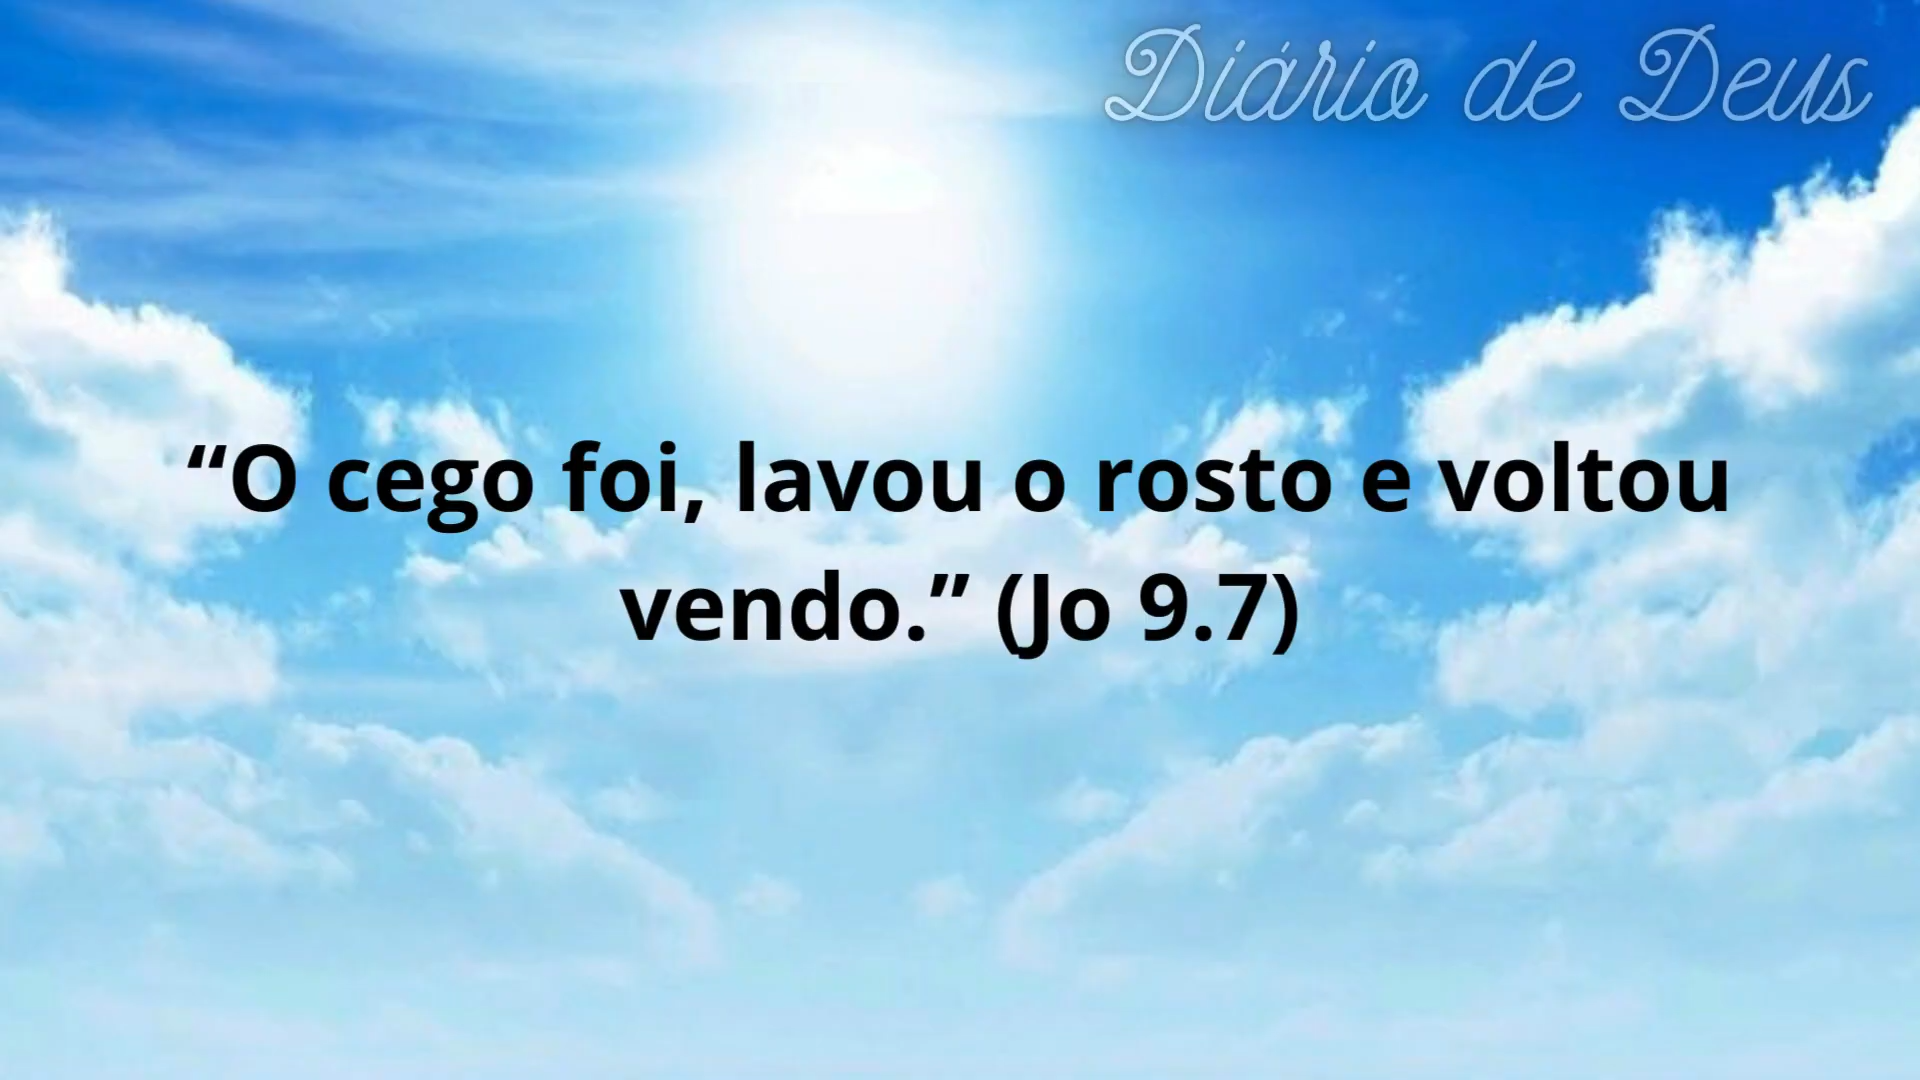 Diário de Deus
“O cego foi, lavou o rosto e voltou
vendo.” (Jo 9.7)